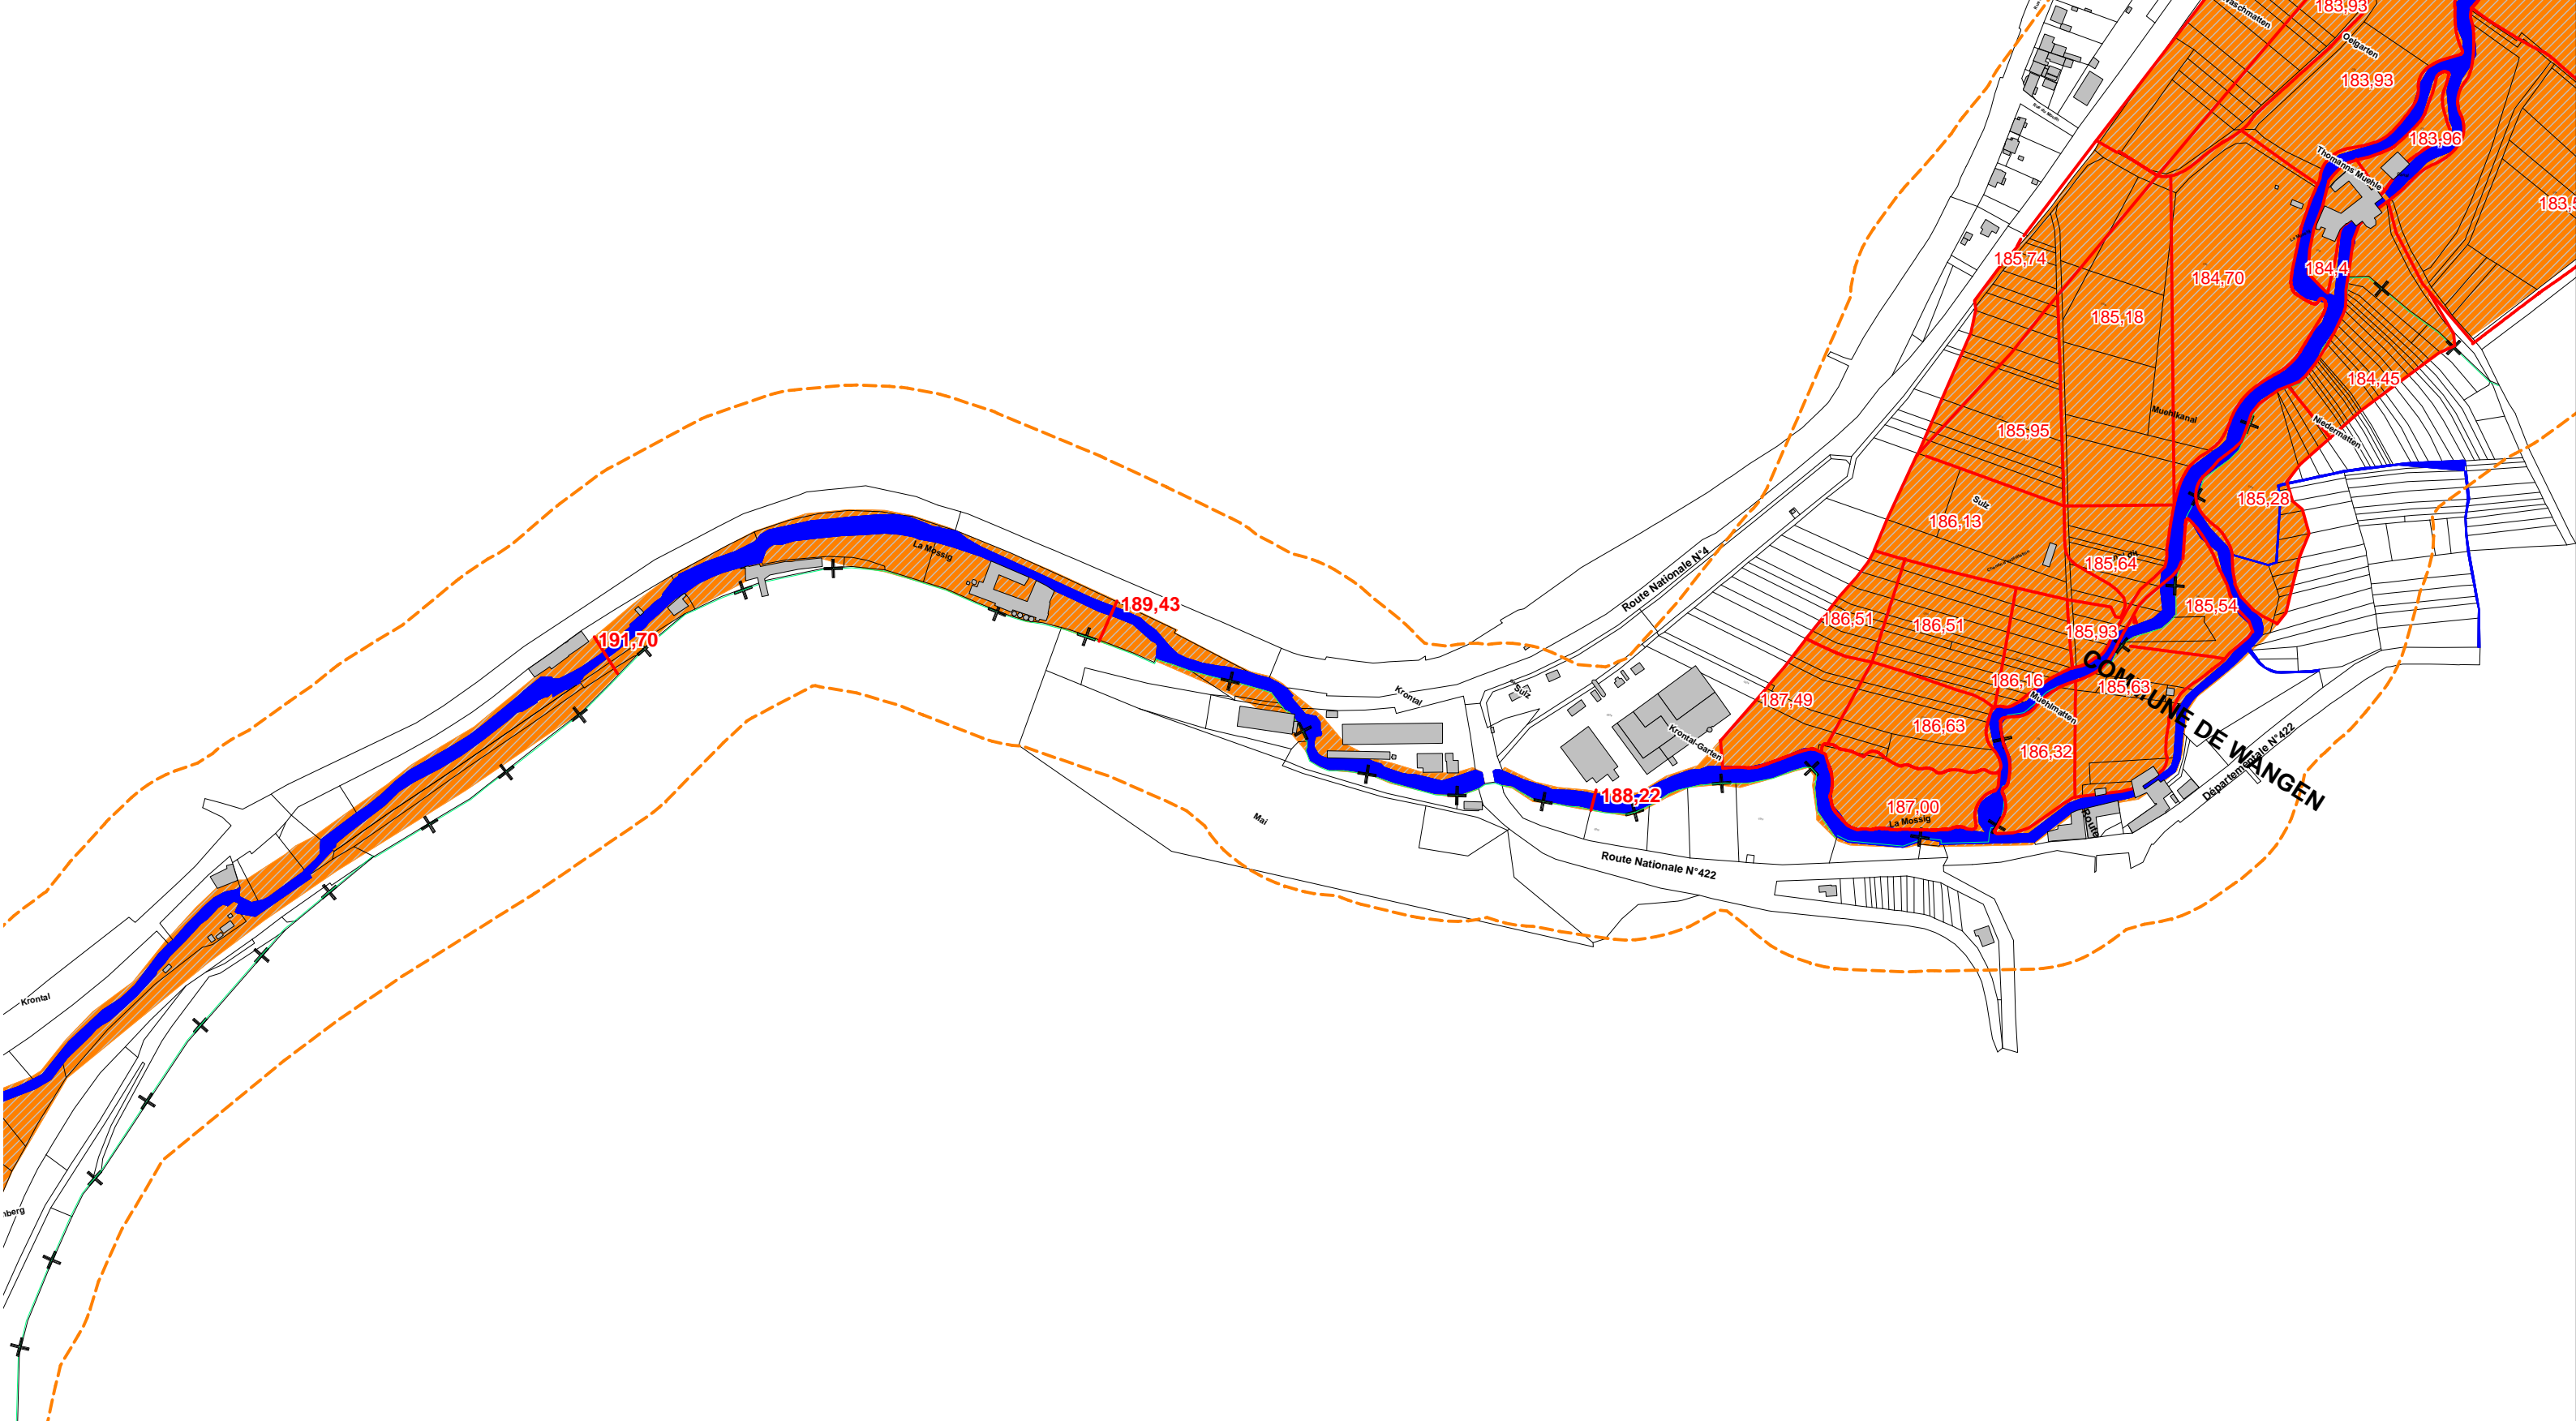 183,93
Oelgarten
183,93
183,96
Thomanns Muehle
185,74
184,4
184,70
185,18
184,45
Muehlkanal
Niedermatten
185,95
185,28
Sulz
186,13
La Mossig
Route Nationale N°4
185,64
189,43
185,54
186,51
186,51
185,93
191,70
COMMUNE DE WANGEN
186,16
185,63
Krontal
Sulz
187,49
Muehlmatten
186,63
Krontal-Garten
186,32
Départementale N°422
188,22
187,00
La Mossig
Route
Mai
Route Nationale N°422
Krontal